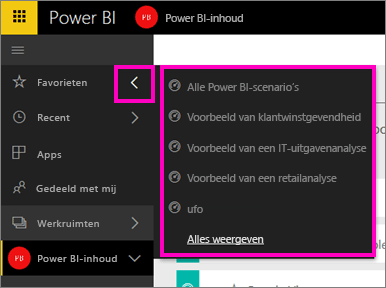 Power BI
PB
Power BI-inhoud
Favorieten
Recent
Apps
Gedeeld met mij
Werkruimten
PB
Power BI-inhoud
Alle Power BI-scenario's
Voorbeeld van klantwinstgevendheid
Voorbeeld van een IT-uitgavenanalyse
Voorbeeld van een retailanalyse
ufo
Alles weergeven